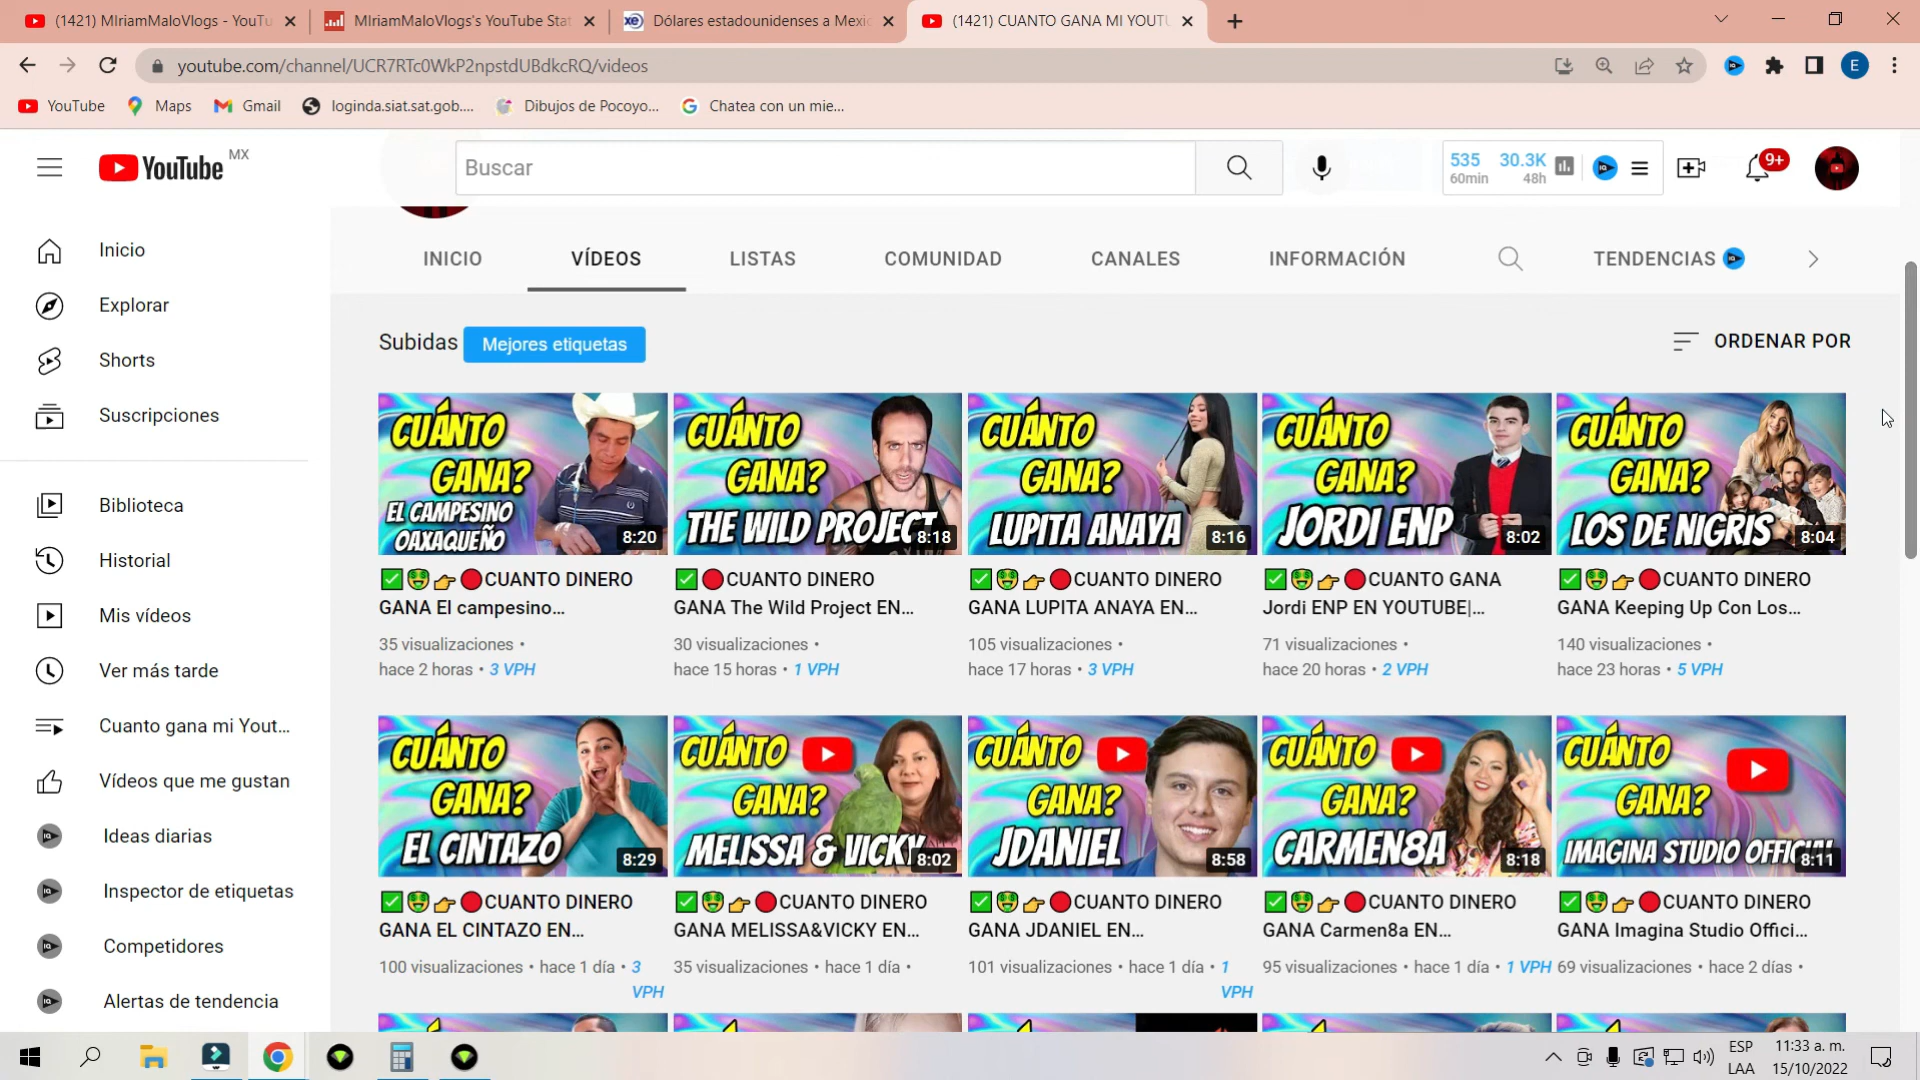 (1421) MIriamMaloVlogs - YouTu
MIriamMaloVlogs's YouTube Stat
xe Dólares estadounidenses a Mexic
(1421) CUANTO GANA MI YOUTU
youtube.com/channel/UCR7RTc0WkP2npstdUBdkcRQ/videos
E
YouTube
Maps
Gmail
loginda.siat.sat.gob....
Dibujos de Pocoyo...
Chatea con un mie...
YouTube MX
Buscar
535 60min
30.3K 48h
9+
Inicio
Explorar
Shorts
Suscripciones
Biblioteca
Historial
Mis vídeos
Ver más tarde
Cuanto gana mi Yout...
Vídeos que me gustan
Ideas diarias
Inspector de etiquetas
Competidores
Alertas de tendencia
INICIO
VÍDEOS
LISTAS
COMUNIDAD
CANALES
INFORMACIÓN
TENDENCIAS
Subidas
Mejores etiquetas
ORDENAR POR
CUÁNTO
GANA?
EL CAMPESINO
OAXAQUEÑO
8:20
✅🤑👉🔴CUANTO DINERO
GANA El campesino...
35 visualizaciones •
hace 2 horas • 3 VPH
CUÁNTO
GANA?
THE WILD PROJECT
8:18
✅🔴CUANTO DINERO
GANA The Wild Project EN...
30 visualizaciones •
hace 15 horas • 1 VPH
CUÁNTO
GANA?
LUPITA ANAYA
8:16
✅🤑👉🔴CUANTO DINERO
GANA LUPITA ANAYA EN...
105 visualizaciones •
hace 17 horas • 3 VPH
CUÁNTO
GANA?
JORDI ENP
8:02
✅🤑👉🔴CUANTO GANA
Jordi ENP EN YOUTUBE|...
71 visualizaciones •
hace 20 horas • 2 VPH
CUÁNTO
GANA?
LOS DE NIGRIS
8:04
✅🤑👉🔴CUANTO DINERO
GANA Keeping Up Con Los...
140 visualizaciones •
hace 23 horas • 5 VPH
CUÁNTO
GANA?
EL CINTAZO
8:29
✅🤑👉🔴CUANTO DINERO
GANA EL CINTAZO EN...
100 visualizaciones • hace 1 día • 3
VPH
CUÁNTO
GANA?
MELISSA & VICKY
8:02
✅🤑👉🔴CUANTO DINERO
GANA MELISSA&VICKY EN...
35 visualizaciones • hace 1 día •
CUÁNTO
GANA?
JDANIEL
8:58
✅🤑👉🔴CUANTO DINERO
GANA JDANIEL EN...
101 visualizaciones • hace 1 día • 1
VPH
CUÁNTO
GANA?
CARMEN8A
8:18
✅🤑👉🔴CUANTO DINERO
GANA Carmen8a EN...
95 visualizaciones • hace 1 día • 1 VPH
CUÁNTO
GANA?
IMAGINA STUDIO OFFICIAL
8:11
✅🤑👉🔴CUANTO DINERO
GANA Imagina Studio Offici...
69 visualizaciones • hace 2 días •
ESP
LAA
11:33 a. m.
15/10/2022